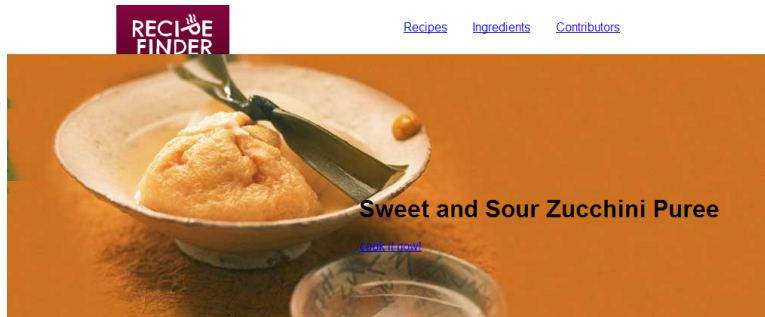 RECIPE
FINDER
Recipes Ingredients Contributors
Sweet and Sour Zucchini Puree
cook it now!